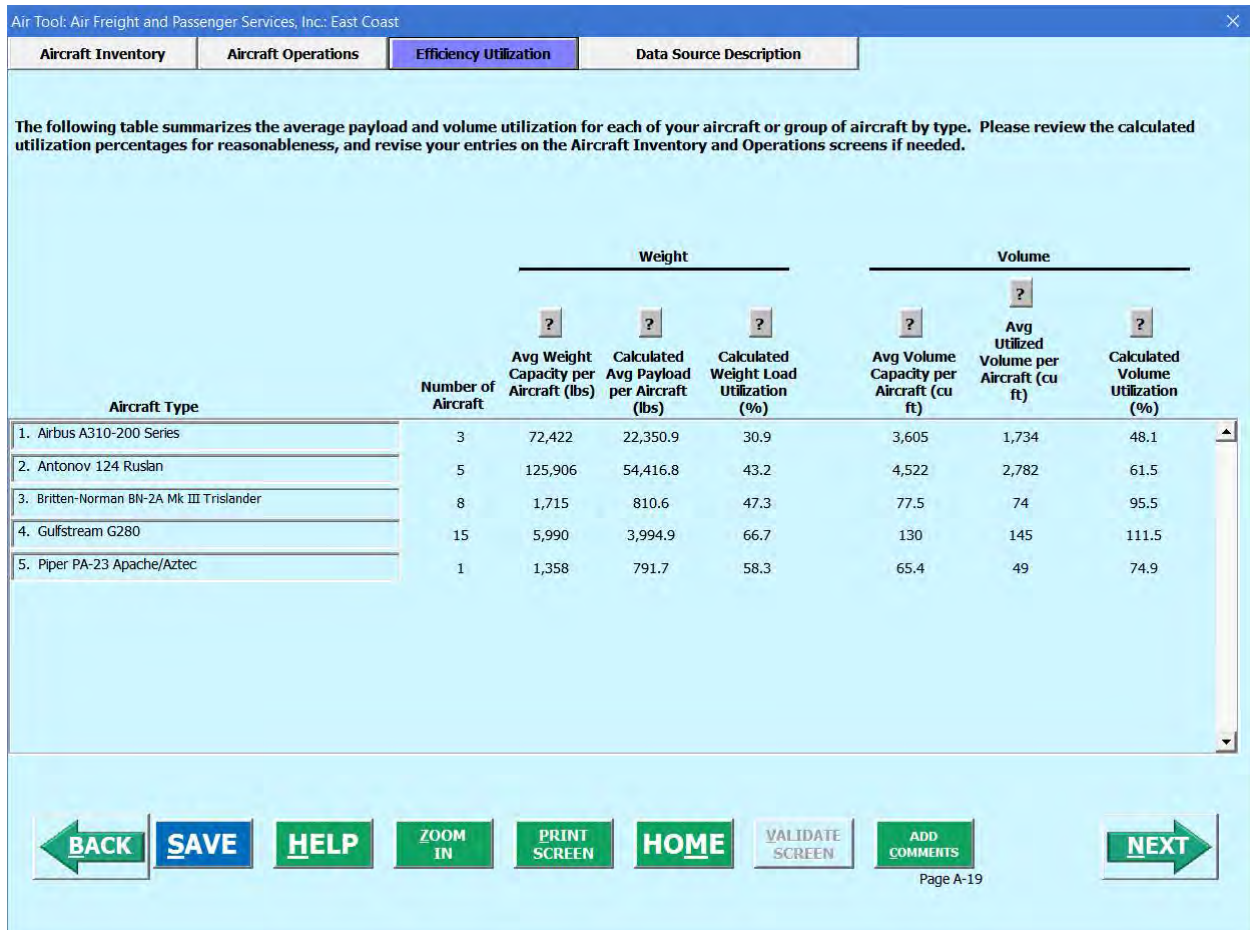 Air Tool: Air Freight and Passenger Services, Inc.: East Coast
Aircraft Inventory Aircraft Operations Efficiency Utilization Data Source Description
The following table summarizes the average payload and volume utilization for each of your aircraft or group of aircraft by type.  Please review the calculated
utilization percentages for reasonableness, and revise your entries on the Aircraft Inventory and Operations screens if needed.
Weight Volume
? ? ? ? ? ?
Aircraft Type
Number of
Aircraft
Avg Weight
Capacity per
Aircraft (lbs)
Calculated
Avg Payload
per Aircraft
(lbs)
Calculated
Weight Load
Utilization
(%)
Avg Volume
Capacity per
Aircraft (cu
ft)
Avg
Utilized
Volume per
Aircraft (cu
ft)
Calculated
Volume
Utilization
(%)
1. Airbus A310-200 Series 3 72,422 22,350.9 30.9 3,605 1,734 48.1
2. Antonov 124 Ruslan 5 125,906 54,416.8 43.2 4,522 2,782 61.5
3. Britten-Norman BN-2A Mk III Trislander 8 1,715 810.6 47.3 77.5 74 95.5
4. Gulfstream G280 15 5,990 3,994.9 66.7 130 145 111.5
5. Piper PA-23 Apache/Aztec 1 1,358 791.7 58.3 65.4 49 74.9
BACK SAVE HELP ZOOM
IN
PRINT
SCREEN
HOME
VALIDATE
SCREEN
ADD
COMMENTS
NEXT
Page A-19